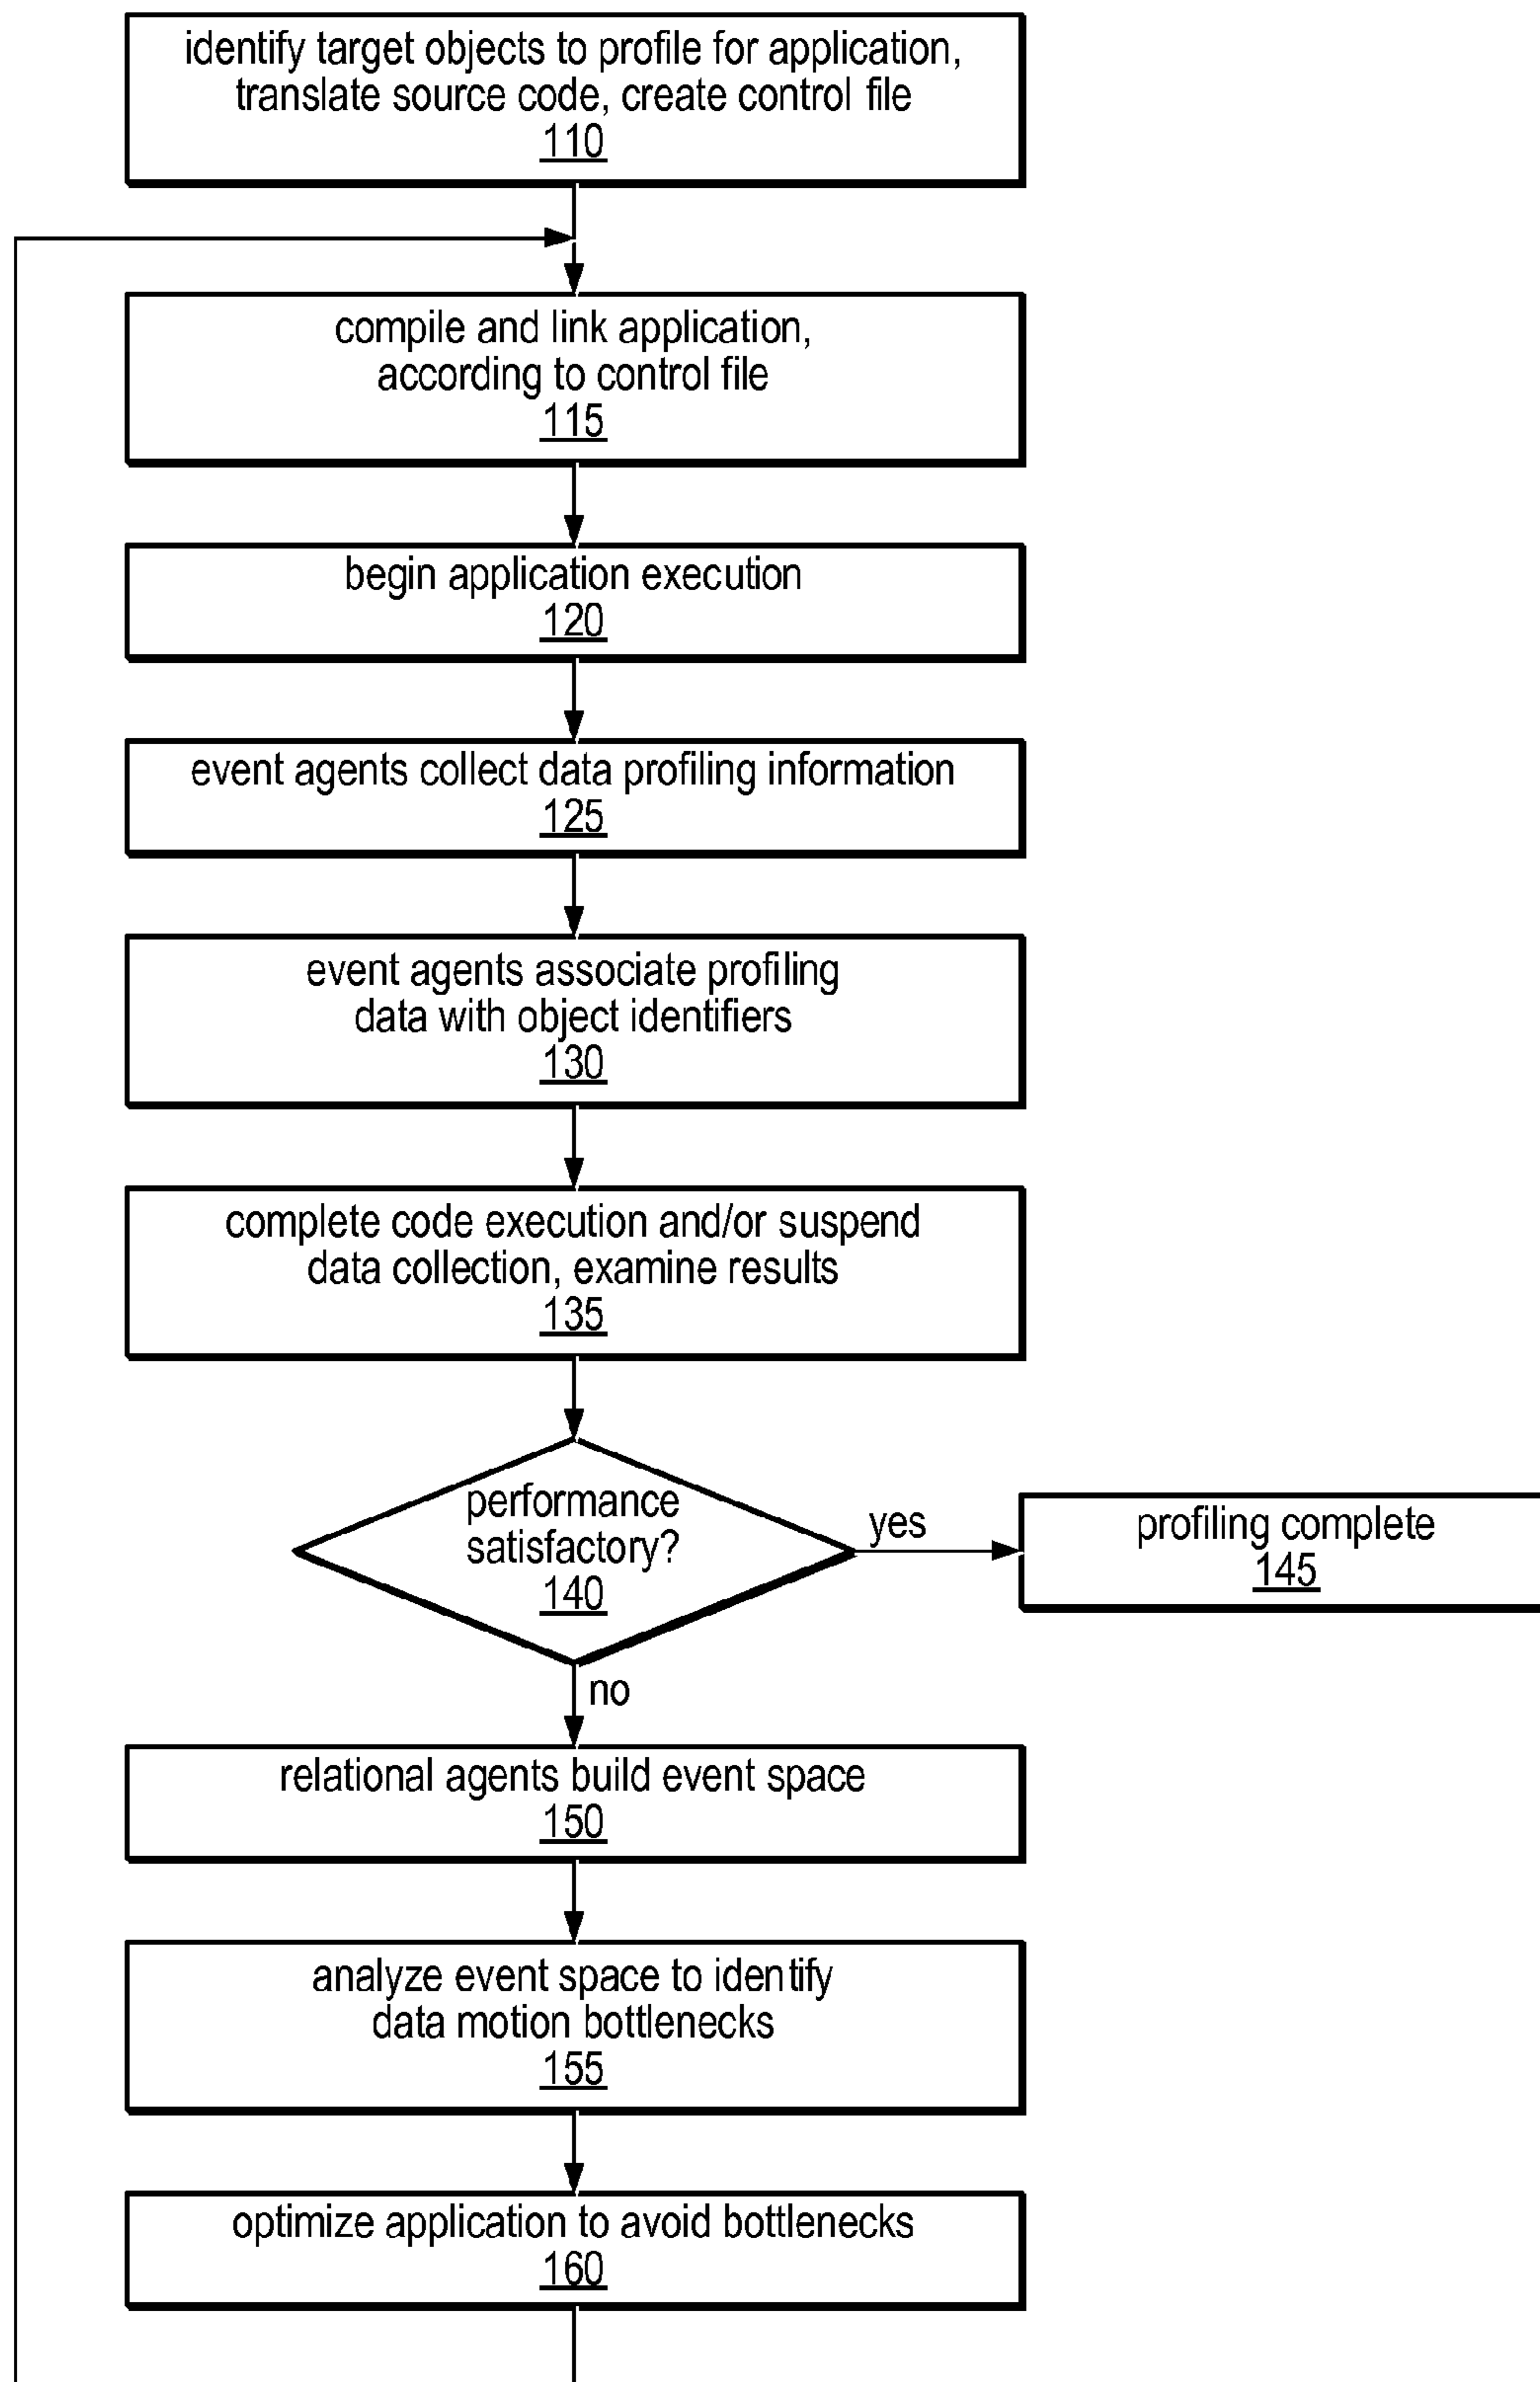 identify target objects to profile for application,
translate source code, create control file
110
compile and link application,
according to control file
115
begin application execution
120
event agents collect data profiling information
125
event agents associate profiling
data with object identifiers
130
complete code execution and/or suspend
data collection, examine results
135
performance
satisfactory?
140
yes
profiling complete
145
no
relational agents build event space
150
analyze event space to identify
data motion bottlenecks
155
optimize application to avoid bottlenecks
160